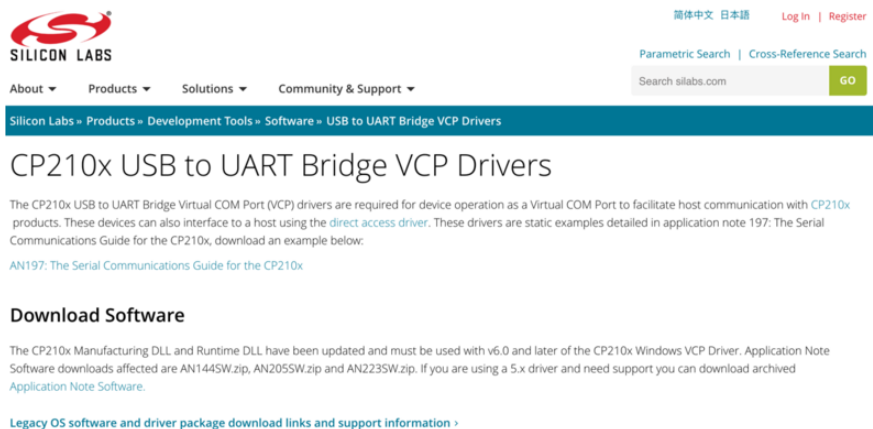 简体中文 日本語 Log In | Register
SILICON LABS
Parametric Search | Cross-Reference Search
Search silabs.com GO
About Products Solutions Community & Support
Silicon Labs » Products » Development Tools » Software » USB to UART Bridge VCP Drivers
CP210x USB to UART Bridge VCP Drivers
The CP210x USB to UART Bridge Virtual COM Port (VCP) drivers are required for device operation as a Virtual COM Port to facilitate host communication with CP210x
products. These devices can also interface to a host using the direct access driver. These drivers are static examples detailed in application note 197: The Serial
Communications Guide for the CP210x, download an example below:
AN197: The Serial Communications Guide for the CP210x
Download Software
The CP210x Manufacturing DLL and Runtime DLL have been updated and must be used with v6.0 and later of the CP210x Windows VCP Driver. Application Note
Software downloads affected are AN144SW.zip, AN205SW.zip and AN223SW.zip. If you are using a 5.x driver and need support you can download archived
Application Note Software.
Legacy OS software and driver package download links and support information ›